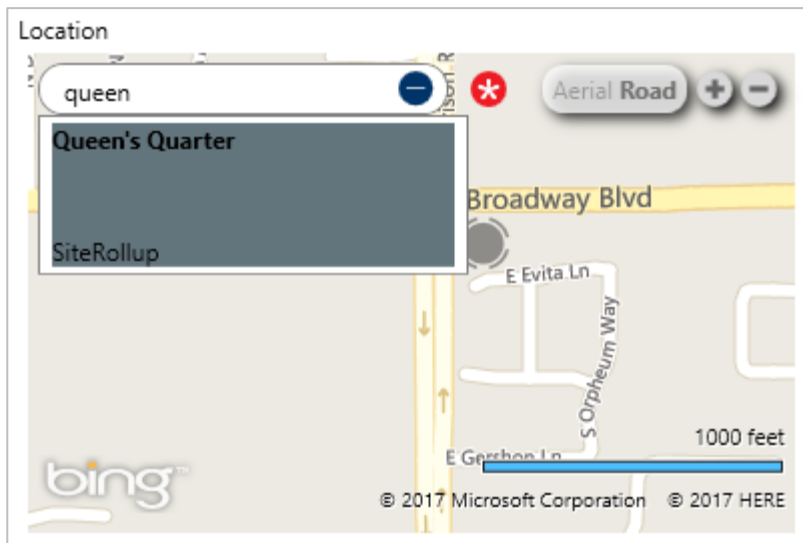 Location
queen
Aerial Road
Queen's Quarter
SiteRollup
Broadway Blvd
E Evita Ln
S Orpheum Way
1000 feet
E Gershon Ln
bing™
© 2017 Microsoft Corporation © 2017 HERE